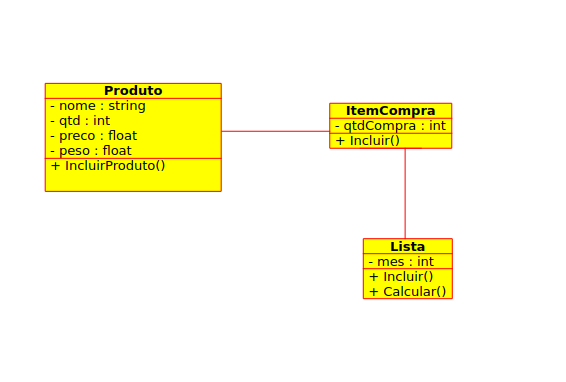 Produto
- nome : string
- qtd : int
- preco : float
- peso : float
+ IncluirProduto()
ItemCompra
- qtdCompra : int
+ Incluir()
Lista
- mes : int
+ Incluir()
+ Calcular()